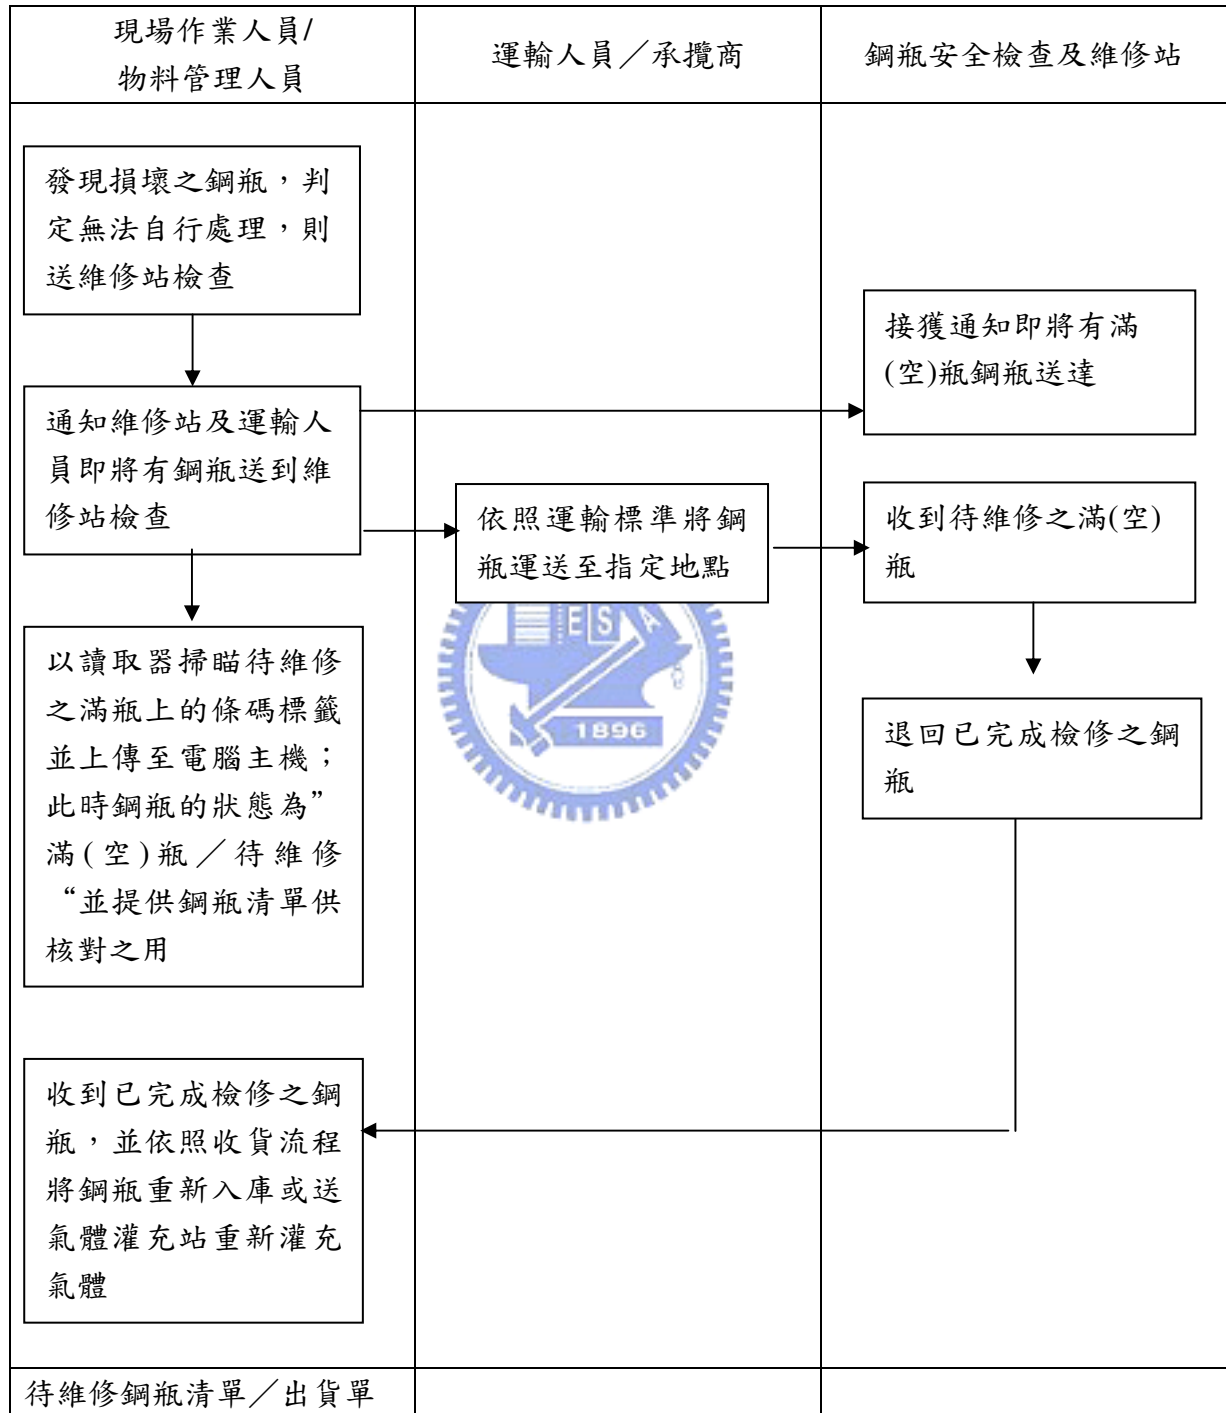 現場作業人員/
物料管理人員
運輸人員／承攬商
鋼瓶安全檢查及維修站
發現損壞之鋼瓶，判
定無法自行處理，則
送維修站檢查
接獲通知即將有滿
(空)瓶鋼瓶送達
通知維修站及運輸人
員即將有鋼瓶送到維
修站檢查
依照運輸標準將鋼
瓶運送至指定地點
收到待維修之滿(空)
瓶
以讀取器掃瞄待維修
之滿瓶上的條碼標籤
並上傳至電腦主機；
此時鋼瓶的狀態為”
滿(空)瓶／待維修
“並提供鋼瓶清單供
核對之用
ESA
1896
退回已完成檢修之鋼
瓶
收到已完成檢修之鋼
瓶，並依照收貨流程
將鋼瓶重新入庫或送
氣體灌充站重新灌充
氣體
待維修鋼瓶清單／出貨單